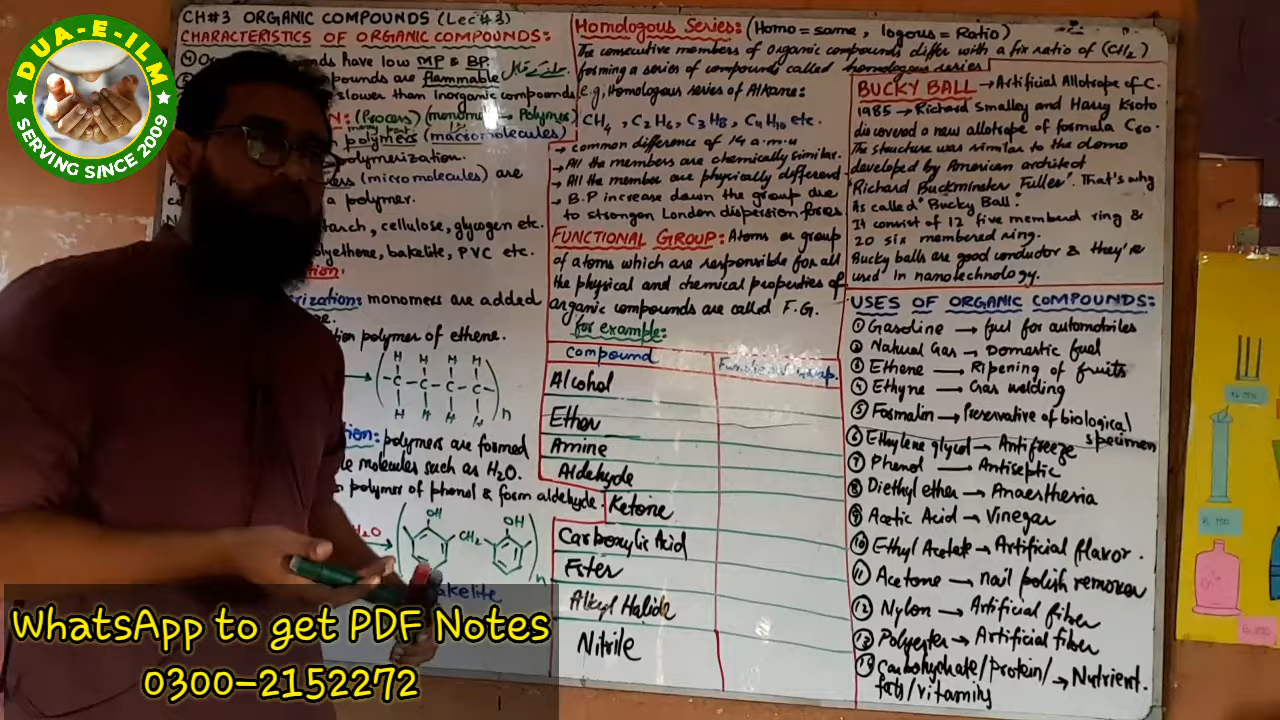 DUA-E-ILM
SERVING SINCE 2009
CH#3 ORGANIC COMPOUNDS (Lec#3)
CHARACTERISTICS OF ORGANIC COMPOUNDS:
④ have low MP & BP.
pounds are flammable
slower than inorganic compounds
(Process) (monomer → Polymer)
polymers (macromolecules)
polymerization.
(micromolecules) are
a polymer.
starch, cellulose, glycogen etc.
bakelite, PVC etc.
monomers are added
polymer of ethene.
H H H H
-C-C-C-C-
H H H H
n
polymers are formed
molecules such as H2O.
polymer of phenol & form aldehyde.
H2O
OH
CH2
OH
n
Homologous Series: (Homo = same, logous = Ratio)
The consecutive members of organic compounds differ with a fix ratio of (CH2)
forming a series of compounds called homologous series.
e.g, Homologous series of Alkane:
CH4, C2H6, C3H8, C4H10 etc.
→ common difference of 14 a.m.u
→ All the members are chemically similar.
→ All the member are physically different.
→ B.P increase down the group due
to strongon London dispersion forces
FUNCTIONAL GROUP: Atoms or group
of atoms which are responsible for all
the physical and chemical properties of
organic compounds are called F.G.
for example:
Compound
Alcohol
Ether
Amine
Aldehyde
Ketone
Carboxylic Acid
Ester
Alkyl Halide
Nitrile
BUCKY BALL → Artificial Allotrope of C.
1985 → Richard Smalley and Harry Kroto
discovered a new allotrope of formula C60.
The structure was similar to the domo
developed by American architect
"Richard Buckminster Fuller". That's why
As called "Bucky Ball".
It consist of 12 five memberd ring &
20 six membered ring.
Bucky balls are good conductor & they're
used in nanotechnology.
USES OF ORGANIC COMPOUNDS:
① Gasoline → fuel for automobiles
② Natural Gas → Domestic fuel
③ Ethene → Ripening of fruits
④ Ethyne → Gas welding
⑤ Formalin → Preservative of biological specimen
⑥ Ethylene glycol → Antifreeze
⑦ Phenol → Antiseptic
⑧ Diethyl ether → Anaesthesia
⑨ Acetic Acid → Vinegar
⑩ Ethyl Acetate → Artificial flavor.
⑪ Acetone → nail polish remover
⑫ Nylon → Artificial fiber
⑬ Polyester → Artificial fiber
⑭ Carbohydrate/Protein/ → Nutrient.
fats/vitamins
WhatsApp to get PDF Notes
0300-2152272